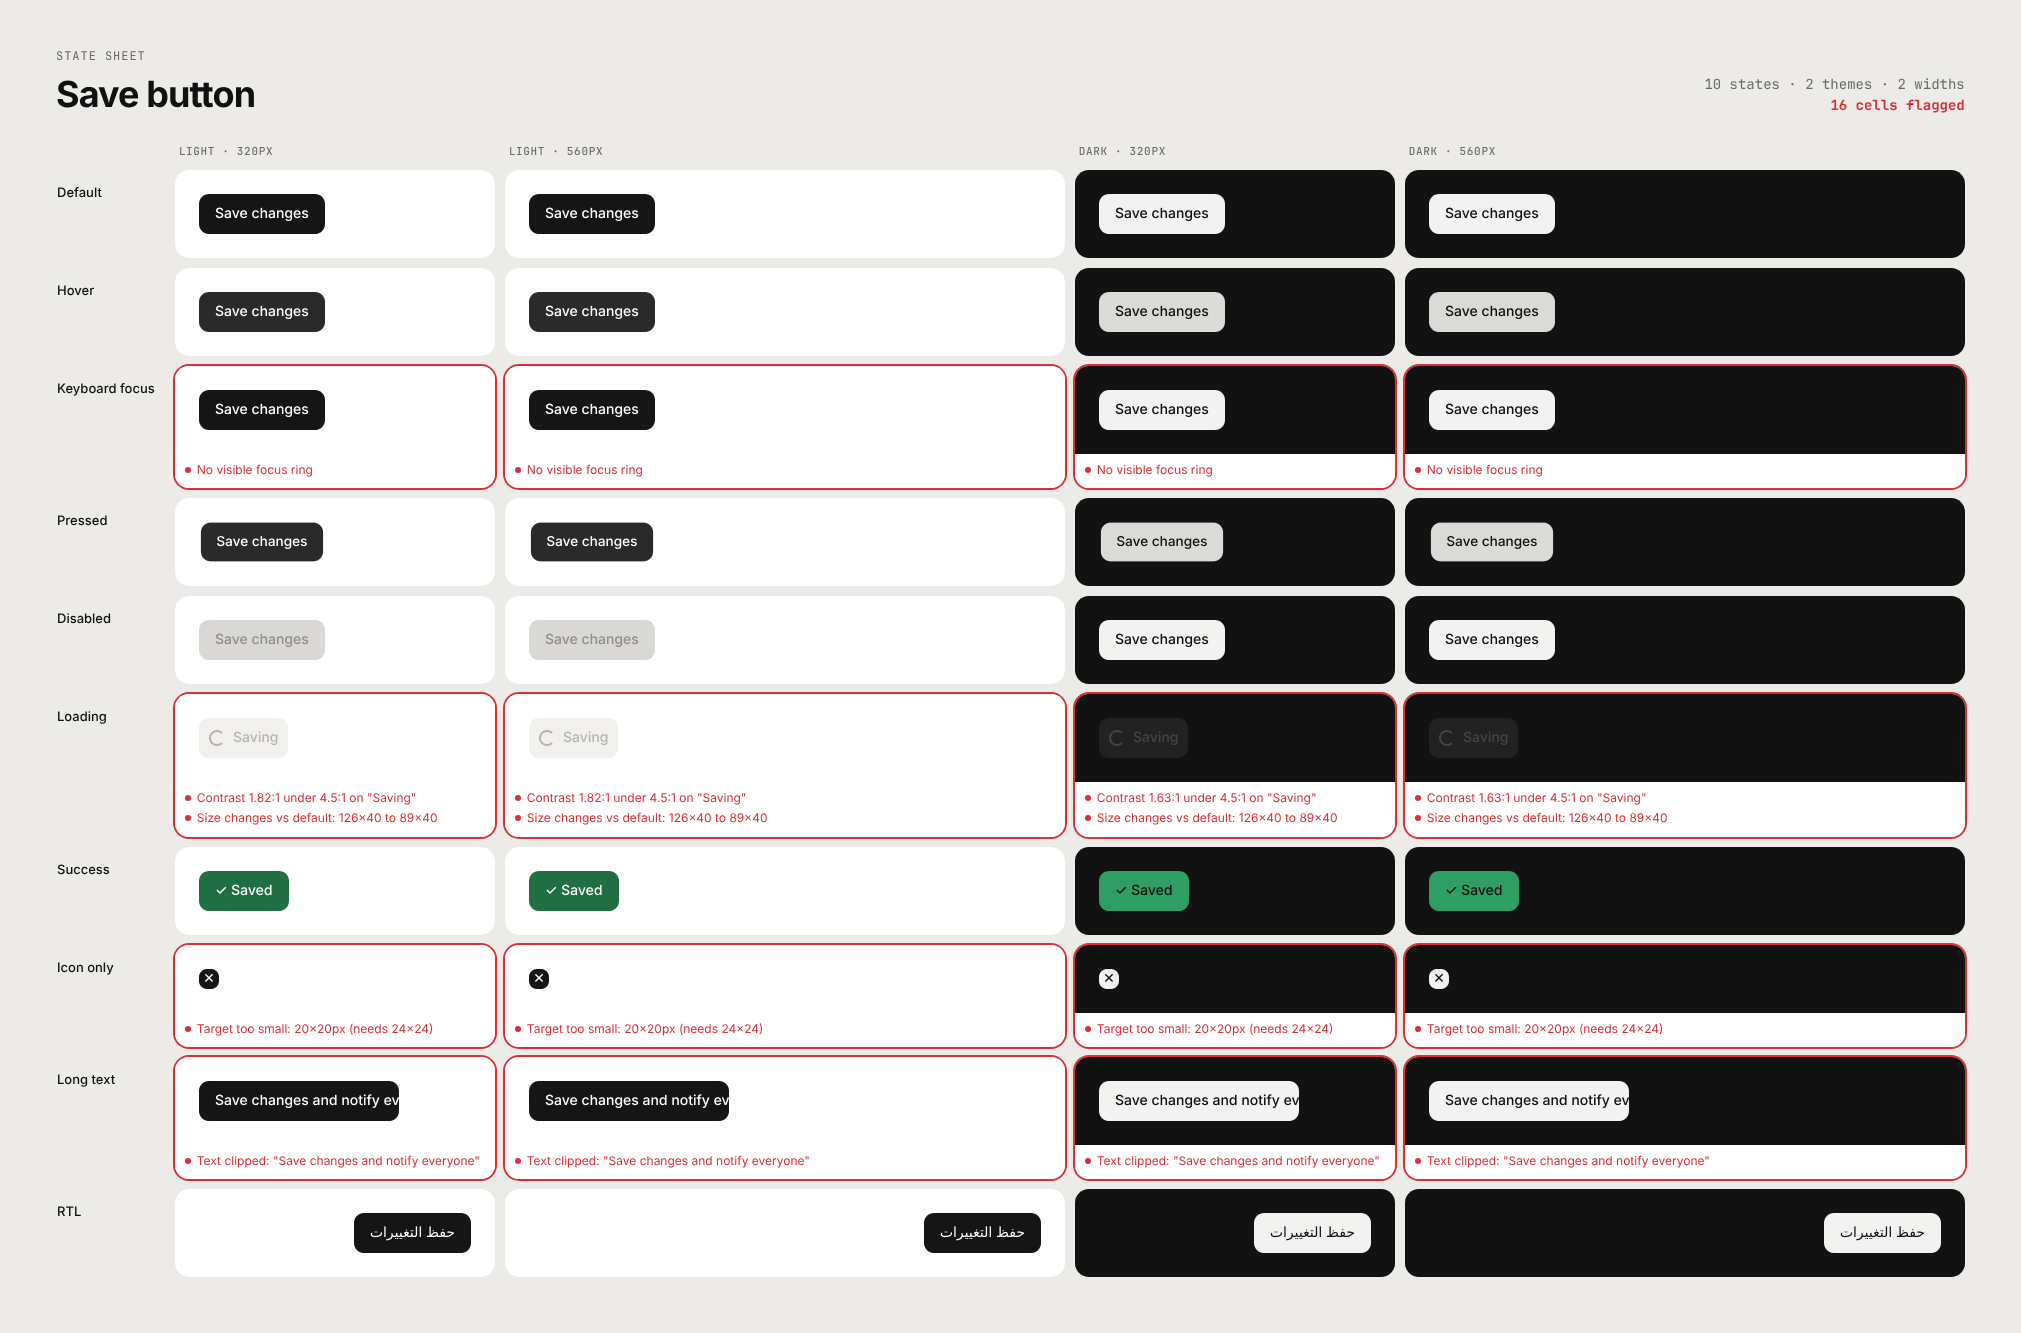 STATE SHEET
Save button
10 states · 2 themes · 2 widths
16 cells flagged
LIGHT · 320PX
LIGHT · 560PX
DARK · 320PX
DARK · 560PX
Default
Save changes
Save changes
Save changes
Save changes
Hover
Save changes
Save changes
Save changes
Save changes
Keyboard focus
Save changes
Save changes
Save changes
Save changes
No visible focus ring
No visible focus ring
No visible focus ring
No visible focus ring
Pressed
Save changes
Save changes
Save changes
Save changes
Disabled
Save changes
Save changes
Save changes
Save changes
Loading
Saving
Saving
Saving
Saving
Contrast 1.82:1 under 4.5:1 on "Saving"
Size changes vs default: 126×40 to 89×40
Contrast 1.82:1 under 4.5:1 on "Saving"
Size changes vs default: 126×40 to 89×40
Contrast 1.63:1 under 4.5:1 on "Saving"
Size changes vs default: 126×40 to 89×40
Contrast 1.63:1 under 4.5:1 on "Saving"
Size changes vs default: 126×40 to 89×40
Success
✓ Saved
✓ Saved
✓ Saved
✓ Saved
Icon only
✕
✕
✕
✕
Target too small: 20×20px (needs 24×24)
Target too small: 20×20px (needs 24×24)
Target too small: 20×20px (needs 24×24)
Target too small: 20×20px (needs 24×24)
Long text
Save changes and notify ev
Save changes and notify ev
Save changes and notify ev
Save changes and notify ev
Text clipped: "Save changes and notify everyone"
Text clipped: "Save changes and notify everyone"
Text clipped: "Save changes and notify everyone"
Text clipped: "Save changes and notify everyone"
RTL
حفظ التغييرات
حفظ التغييرات
حفظ التغييرات
حفظ التغييرات